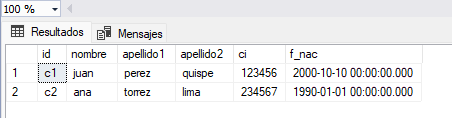 100 %
Resultados Mensajes
id nombre apellido1 apellido2 ci f_nac
1 c1 juan perez quispe 123456 2000-10-10 00:00:00.000
2 c2 ana torrez lima 234567 1990-01-01 00:00:00.000